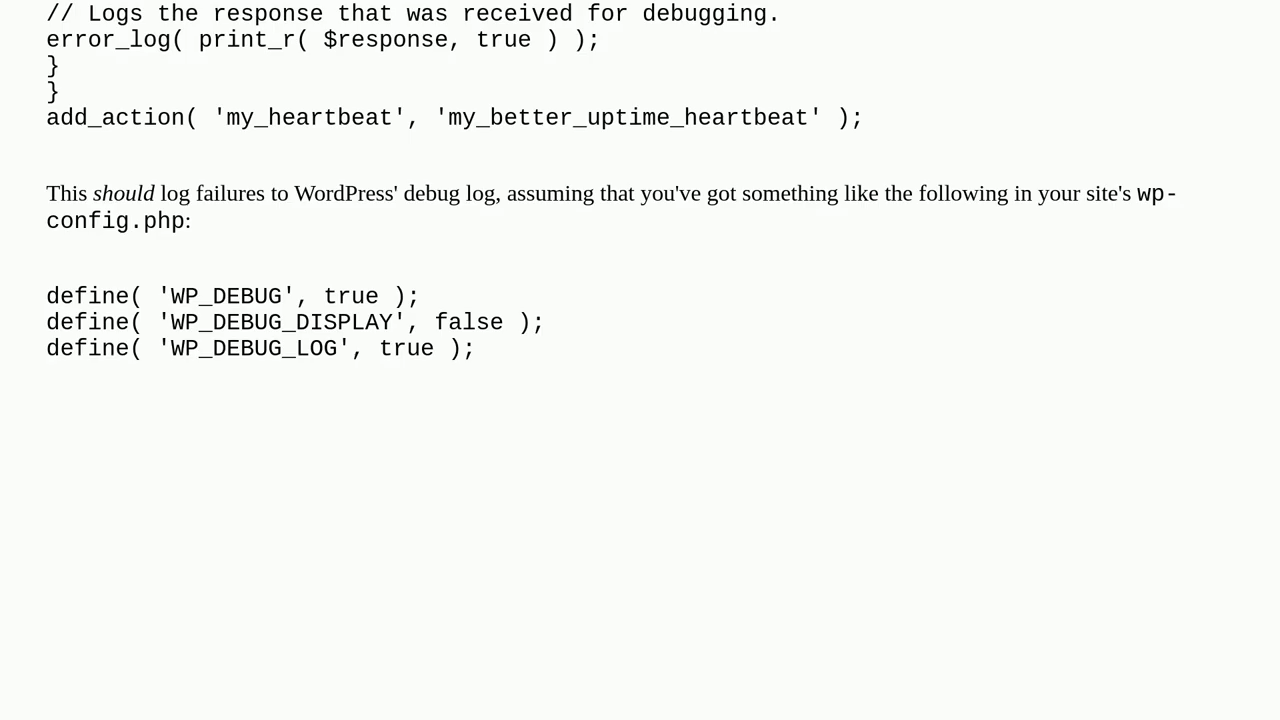 // Logs the response that was received for debugging.
error_log( print_r( $response, true ) );
}
}
add_action( 'my_heartbeat', 'my_better_uptime_heartbeat' );
This should log failures to WordPress' debug log, assuming that you've got something like the following in your site's wp-
config.php:
define( 'WP_DEBUG', true );
define( 'WP_DEBUG_DISPLAY', false );
define( 'WP_DEBUG_LOG', true );